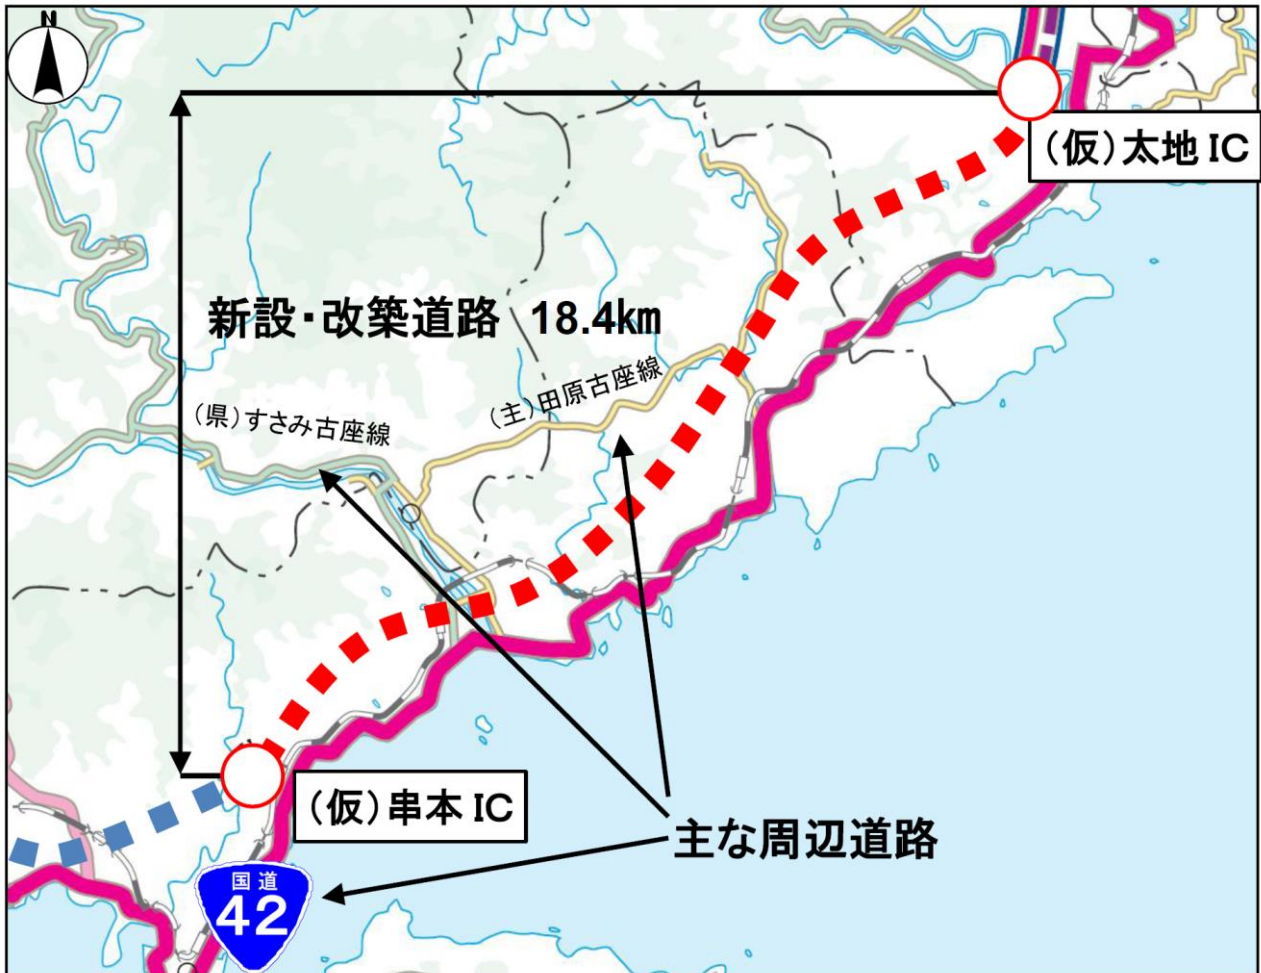 N
(仮)太地 IC
新設・改築道路 18.4km
(県)すさみ古座線
(主)田原古座線
(仮)串本 IC
主な周辺道路
国道
42